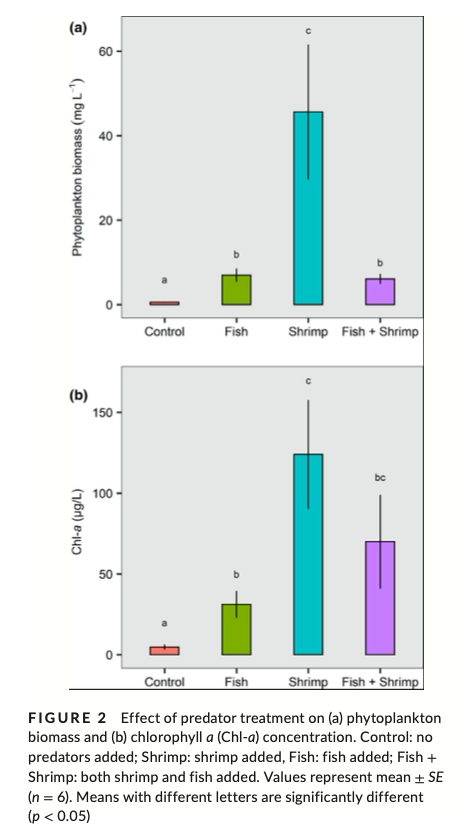 (a)
Phytoplankton biomass (mg L⁻¹)
60
40
20
0
a
b
c
b
Control Fish Shrimp Fish + Shrimp
(b)
Chl-a (µg/L)
150
100
50
0
a
b
c
bc
Control Fish Shrimp Fish + Shrimp
FIGURE 2 Effect of predator treatment on (a) phytoplankton
biomass and (b) chlorophyll a (Chl-a) concentration. Control: no
predators added; Shrimp: shrimp added, Fish: fish added; Fish +
Shrimp: both shrimp and fish added. Values represent mean ± SE
(n = 6). Means with different letters are significantly different
(p < 0.05)